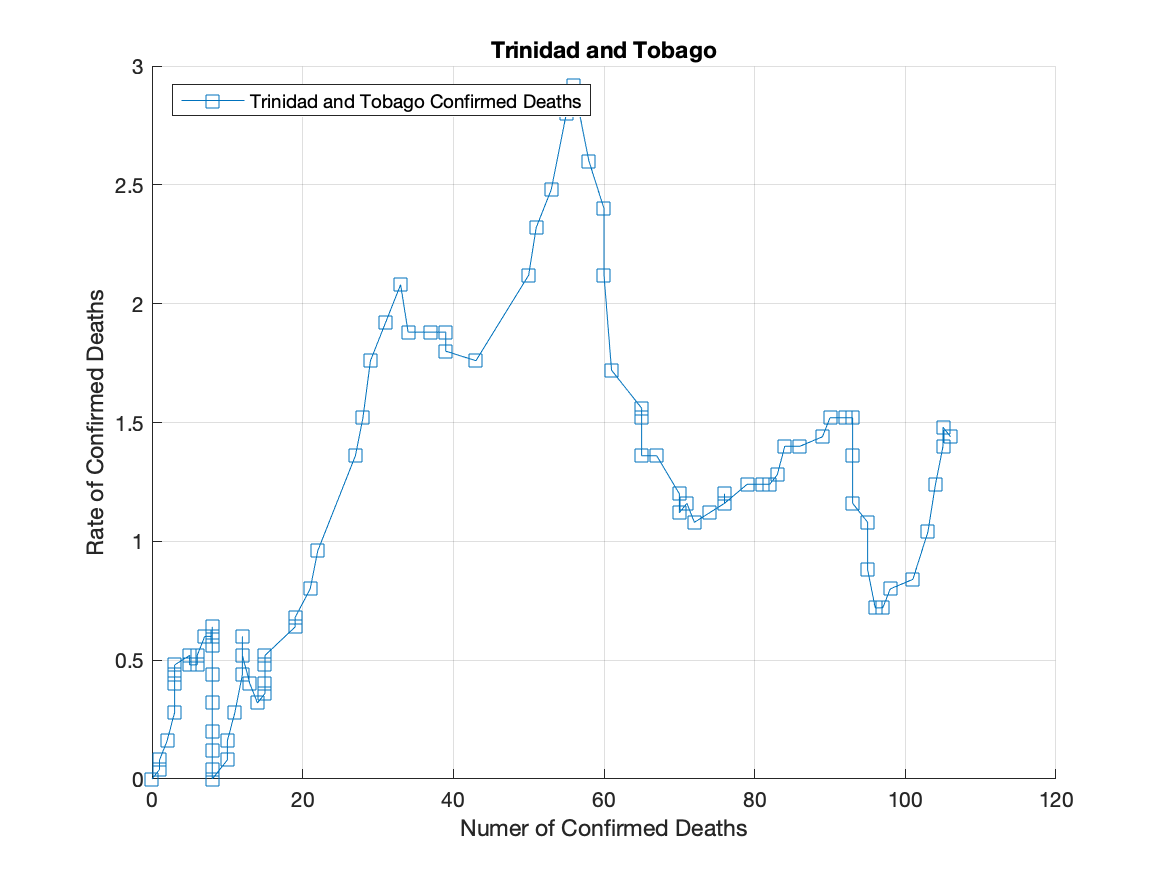 Trinidad and Tobago
Trinidad and Tobago Confirmed Deaths
Rate of Confirmed Deaths
3
2.5
2
1.5
1
0.5
0
0 20 40 60 80 100 120
Numer of Confirmed Deaths